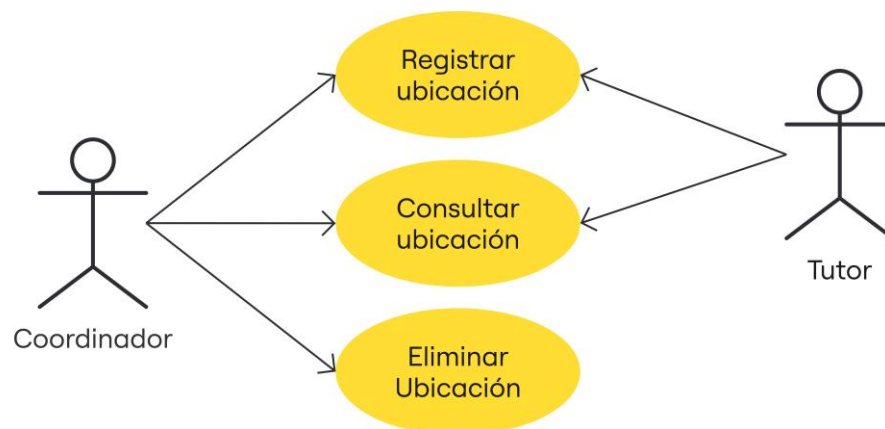 Registrar
ubicación
Consultar
ubicación
Tutor
Coordinador
Eliminar
Ubicación